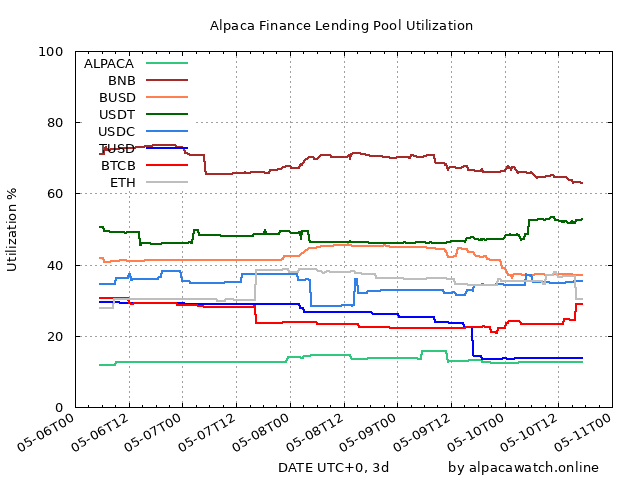 Alpaca Finance Lending Pool Utilization
Utilization %
100
80
60
40
20
0
ALPACA
BNB
BUSD
USDT
USDC
TUSD
BTCB
ETH
05-06T00
05-06T12
05-07T00
05-07T12
05-08T00
05-08T12
05-09T00
05-09T12
05-10T00
05-10T12
05-11T00
DATE UTC+0, 3d
by alpacawatch.online